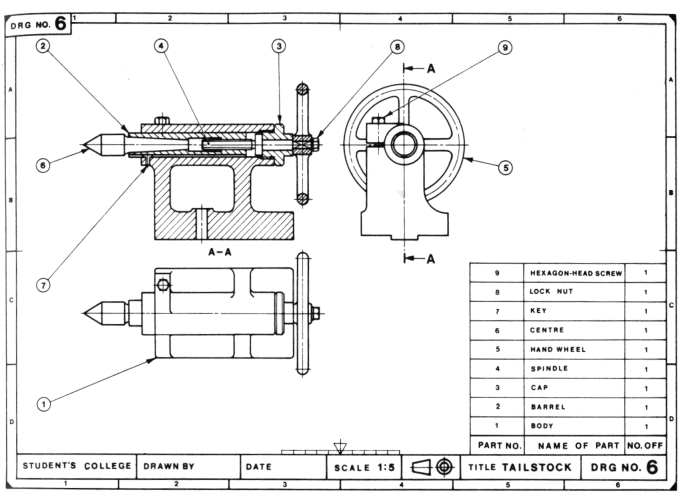 DRG NO. 6
1 2 3 4 5 6
2 4 3 8 9
A
A
A
B
B
6
5
A-A
A
7
C
C
9 HEXAGON-HEAD SCREW 1
8 LOCK NUT 1
7 KEY 1
6 CENTRE 1
5 HAND WHEEL 1
4 SPINDLE 1
3 CAP 1
2 BARREL 1
1 BODY 1
PART NO. NAME OF PART NO. OFF
1
D
D
STUDENT'S COLLEGE DRAWN BY DATE SCALE 1:5 TITLE TAILSTOCK DRG NO. 6
1 2 3 4 5 6